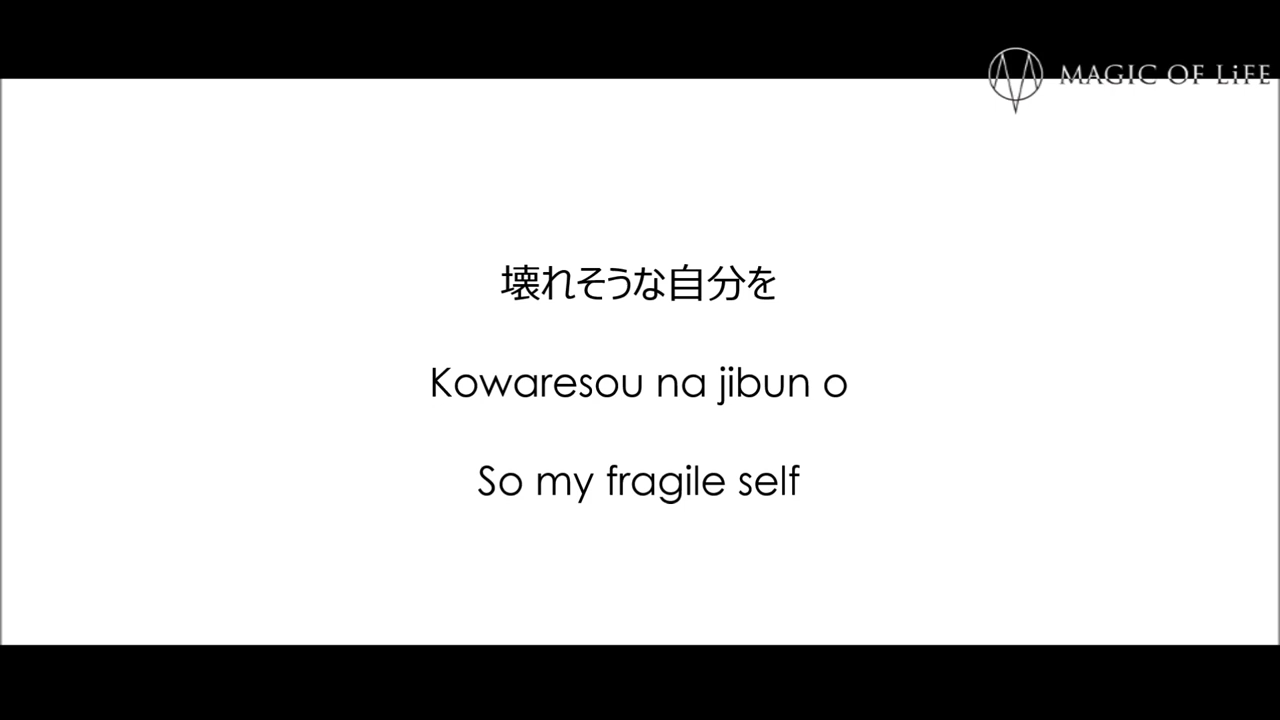 MAGIC OF LiFE
壊れそうな自分を
Kowaresou na jibun o
So my fragile self